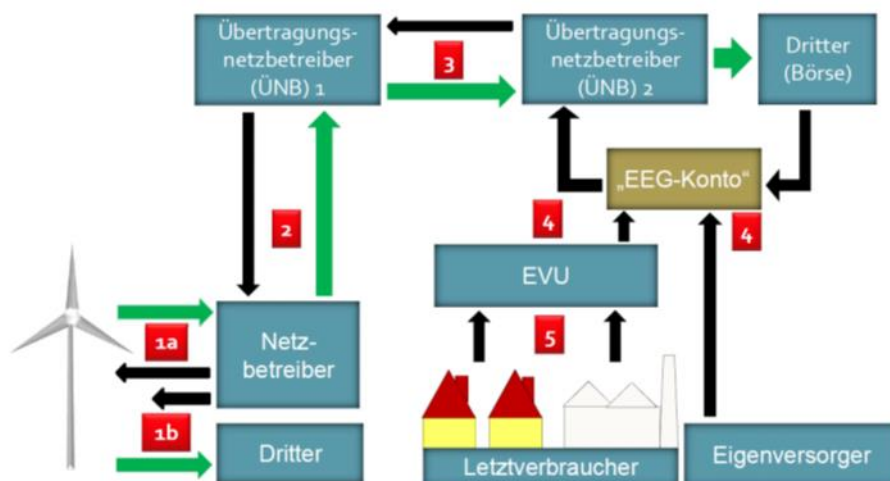 Übertragungs-
netzbetreiber
(ÜNB) 1
3
Übertragungs-
netzbetreiber
(ÜNB) 2
Dritter
(Börse)
„EEG-Konto“
2
4
4
EVU
1a
Netz-
betreiber
5
1b
Dritter
Letztverbraucher
Eigenversorger